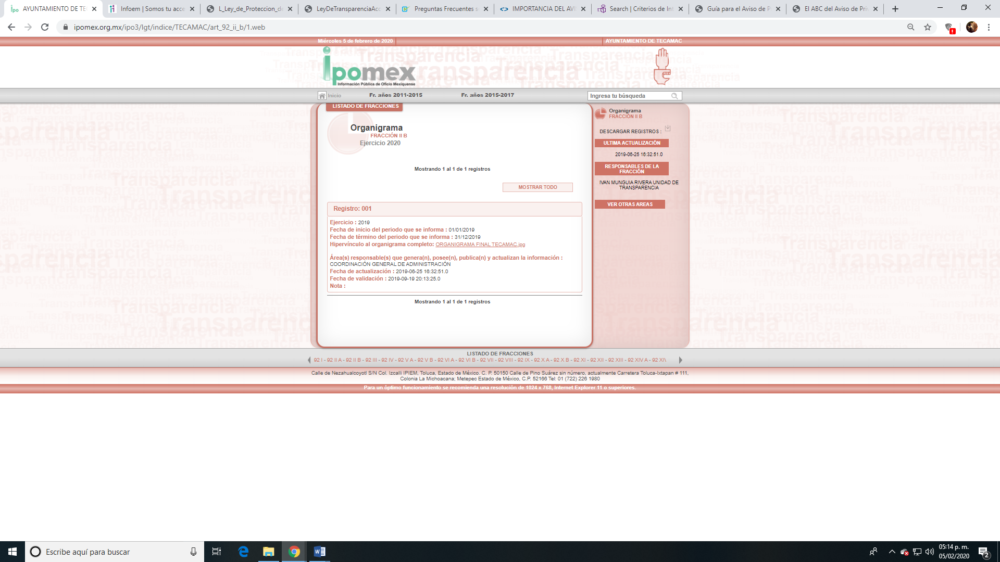 AYUNTAMIENTO DE TE
Infoem | Somos tu acce
L_Ley_de_Proteccion_de
LeyDeTransparenciaAcc
Preguntas Frecuentes s
IMPORTANCIA DEL AVI
Search | Criterios de Int
Guía para el Aviso de P
El ABC del Aviso de Pri
ipomex.org.mx/ipo3/lgt/indice/TECAMAC/art_92_ii_b/1.web
Miércoles 5 de febrero de 2020
AYUNTAMIENTO DE TECAMAC
ipomex
Información Pública de Oficio Mexiquense
Transparencia
Inicio
Fr. años 2011-2015
Fr. años 2015-2017
Ingresa tu búsqueda
LISTADO DE FRACCIONES
Organigrama
FRACCIÓN II B
Ejercicio 2020
Mostrando 1 al 1 de 1 registros
MOSTRAR TODO
Registro: 001
Ejercicio : 2019
Fecha de inicio del periodo que se informa : 01/01/2019
Fecha de término del periodo que se informa : 31/12/2019
Hipervínculo al organigrama completo: ORGANIGRAMA FINAL TECAMAC.jpg
Área(s) responsable(s) que genera(n), posee(n), publica(n) y actualizan la información :
COORDINACIÓN GENERAL DE ADMINISTRACIÓN
Fecha de actualización : 2019-06-25 16:32:51.0
Fecha de validación : 2019-09-19 20:13:25.0
Nota :
Mostrando 1 al 1 de 1 registros
Organigrama
FRACCIÓN II B
DESCARGAR REGISTROS :
ULTIMA ACTUALIZACIÓN
2019-06-25 16:32:51.0
RESPONSABLES DE LA
FRACCIÓN
IVAN MUNGUIA RIVERA UNIDAD DE
TRANSPARENCIA
VER OTRAS AREAS
LISTADO DE FRACCIONES
92 I - 92 II A - 92 II B - 92 III - 92 IV - 92 V A - 92 V B - 92 VI A - 92 VI B - 92 VII - 92 VIII - 92 IX - 92 X A - 92 X B - 92 XI - 92 XII - 92 XIII - 92 XIV A - 92 XI
Calle de Nezahualcoyotl S/N Col. Izcalli IPIEM, Toluca, Estado de México. C. P. 50150 Calle de Pino Suárez sin número, actualmente Carretera Toluca-Ixtapan # 111,
Colonia La Michoacana; Metepec Estado de México, C.P. 52166 Tel: 01 (722) 226 1980
Para un óptimo funcionamiento se recomienda una resolución de 1024 x 768, Internet Explorer 11 o superiores.
Escribe aquí para buscar
05:14 p. m.
05/02/2020
2